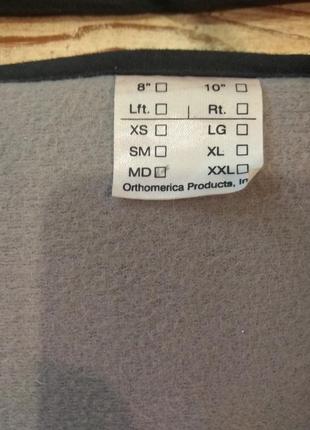 8" ☐ 10" ☐
Lft. ☐ | Rt. ☐
XS ☐ LG ☐
SM ☐ XL ☐
MD ☑ XXL ☐
Orthomerica Products, In